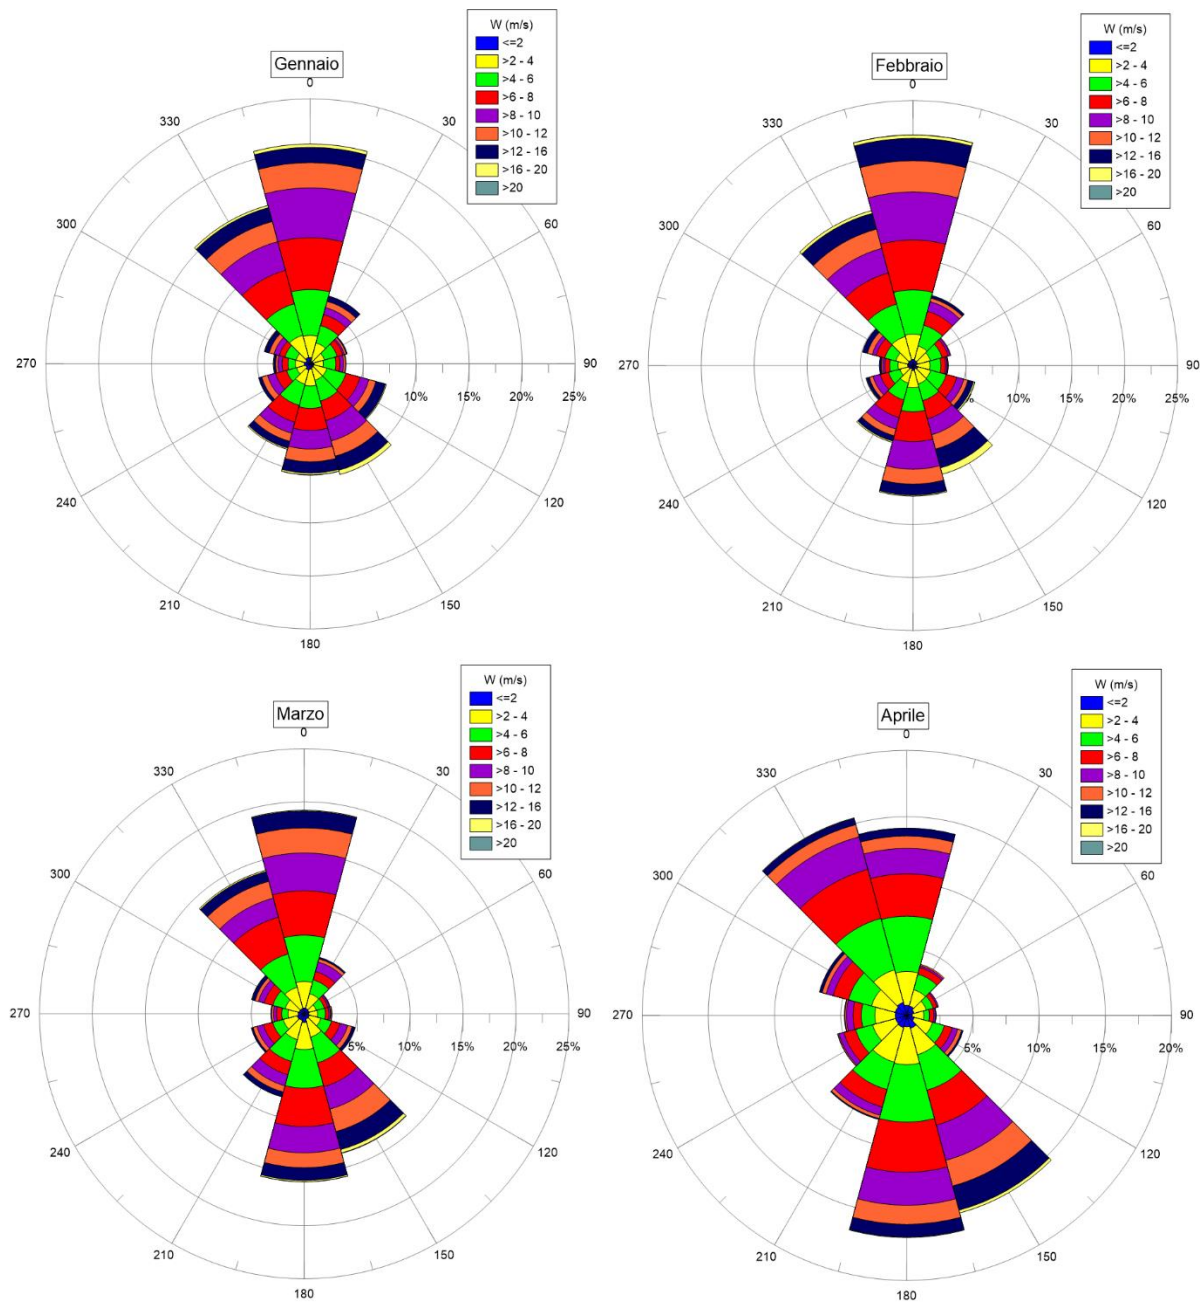 W (m/s)
<=2
>2 - 4
>4 - 6
>6 - 8
>8 - 10
>10 - 12
>12 - 16
>16 - 20
>20
Gennaio
0
30
60
90
120
150
180
210
240
270
300
330
10%
15%
20%
25%
W (m/s)
<=2
>2 - 4
>4 - 6
>6 - 8
>8 - 10
>10 - 12
>12 - 16
>16 - 20
>20
Febbraio
0
30
60
90
120
150
180
210
240
270
300
330
%
10%
15%
20%
25%
W (m/s)
<=2
>2 - 4
>4 - 6
>6 - 8
>8 - 10
>10 - 12
>12 - 16
>16 - 20
>20
Marzo
0
30
60
90
120
150
180
210
240
270
300
330
5%
10%
15%
20%
25%
W (m/s)
<=2
>2 - 4
>4 - 6
>6 - 8
>8 - 10
>10 - 12
>12 - 16
>16 - 20
>20
Aprile
0
30
60
90
120
150
180
210
240
270
300
330
5%
10%
15%
20%